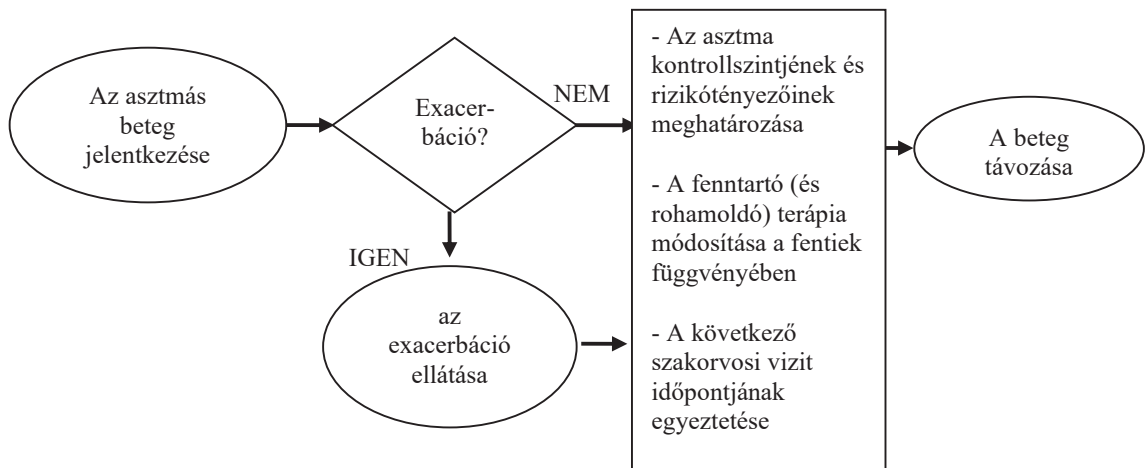 Az asztmás
beteg
jelentkezése
Exacer-
báció?
NEM
IGEN
az
exacerbáció
ellátása
- Az asztma
kontrollszintjének és
rizikótényezőinek
meghatározása
- A fenntartó (és
rohamoldó) terápia
módosítása a fentiek
függvényében
- A következő
szakorvosi vizit
időpontjának
egyeztetése
A beteg
távozása